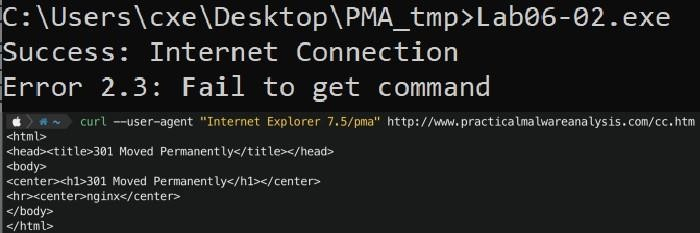 C:\Users\cxe\Desktop\PMA_tmp>Lab06-02.exe
Success: Internet Connection
Error 2.3: Fail to get command
~ curl --user-agent "Internet Explorer 7.5/pma" http://www.practicalmalwareanalysis.com/cc.htm
<html>
<head><title>301 Moved Permanently</title></head>
<body>
<center><h1>301 Moved Permanently</h1></center>
<hr><center>nginx</center>
</body>
</html>